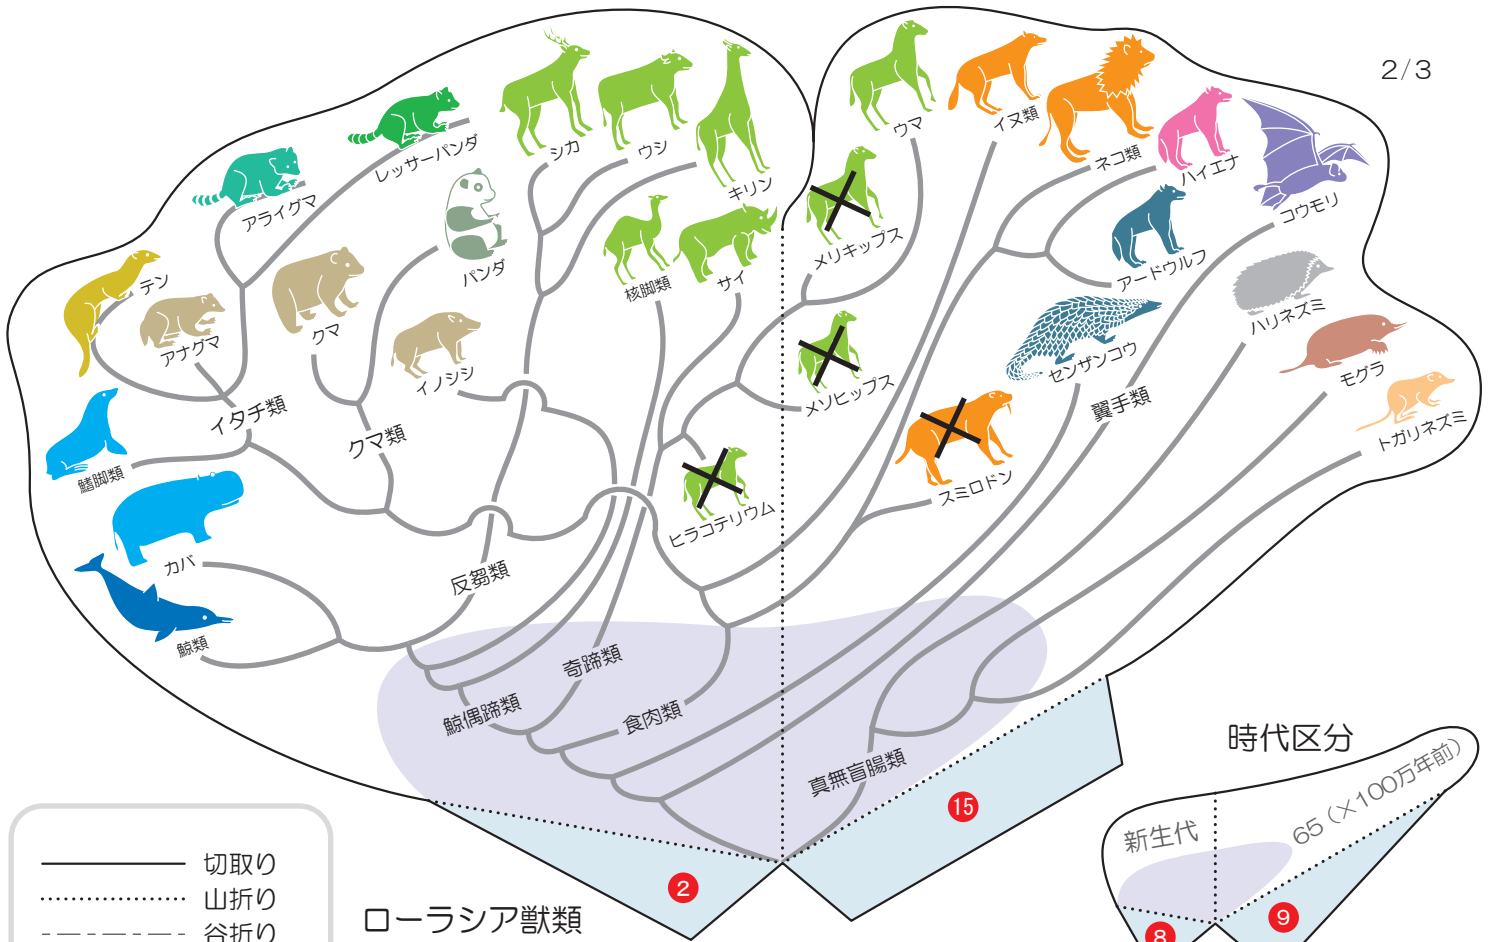 2/3
シカ
ウシ
キリン
ウマ
イヌ類
ネコ類
ハイエナ
コウモリ
レッサーパンダ
アライグマ
パンダ
核脚類
サイ
メリキップス
アードウルフ
ハリネズミ
テン
アナグマ
クマ
イノシシ
メソヒップス
センザンコウ
モグラ
トガリネズミ
イタチ類
クマ類
翼手類
鰭脚類
ヒラコテリウム
スミロドン
カバ
反芻類
鯨類
奇蹄類
鯨偶蹄類
食肉類
真無盲腸類
時代区分
新生代
65(×100万年前)
15
2
9
8
切取り
山折り
谷折り
ローラシア獣類